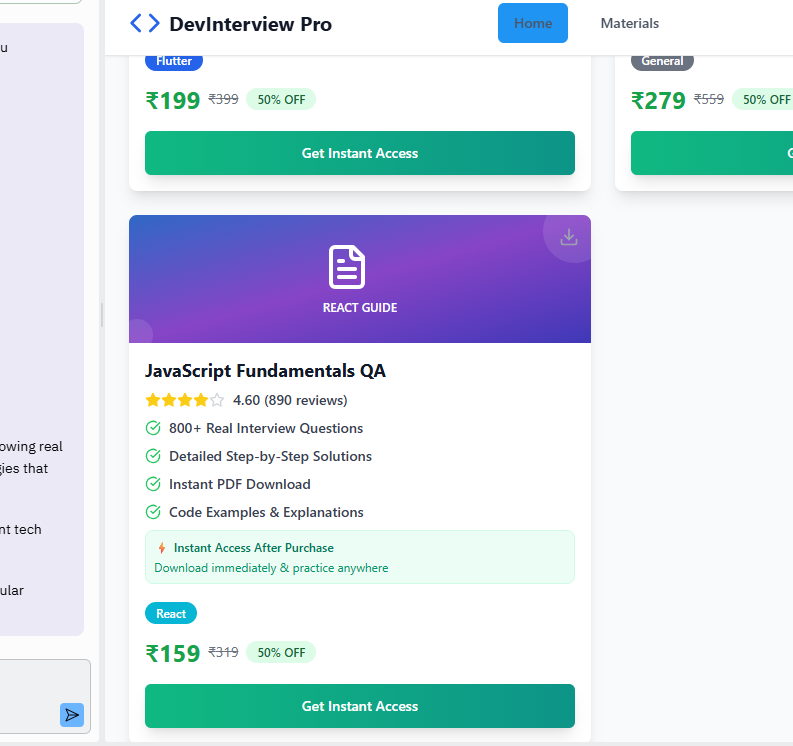 u
owing real
gies that
nt tech
ular
DevInterview Pro
Home
Materials
Flutter
₹199 ₹399 50% OFF
Get Instant Access
General
₹279 ₹559 50% OFF
G
REACT GUIDE
JavaScript Fundamentals QA
4.60 (890 reviews)
800+ Real Interview Questions
Detailed Step-by-Step Solutions
Instant PDF Download
Code Examples & Explanations
Instant Access After Purchase
Download immediately & practice anywhere
React
₹159 ₹319 50% OFF
Get Instant Access